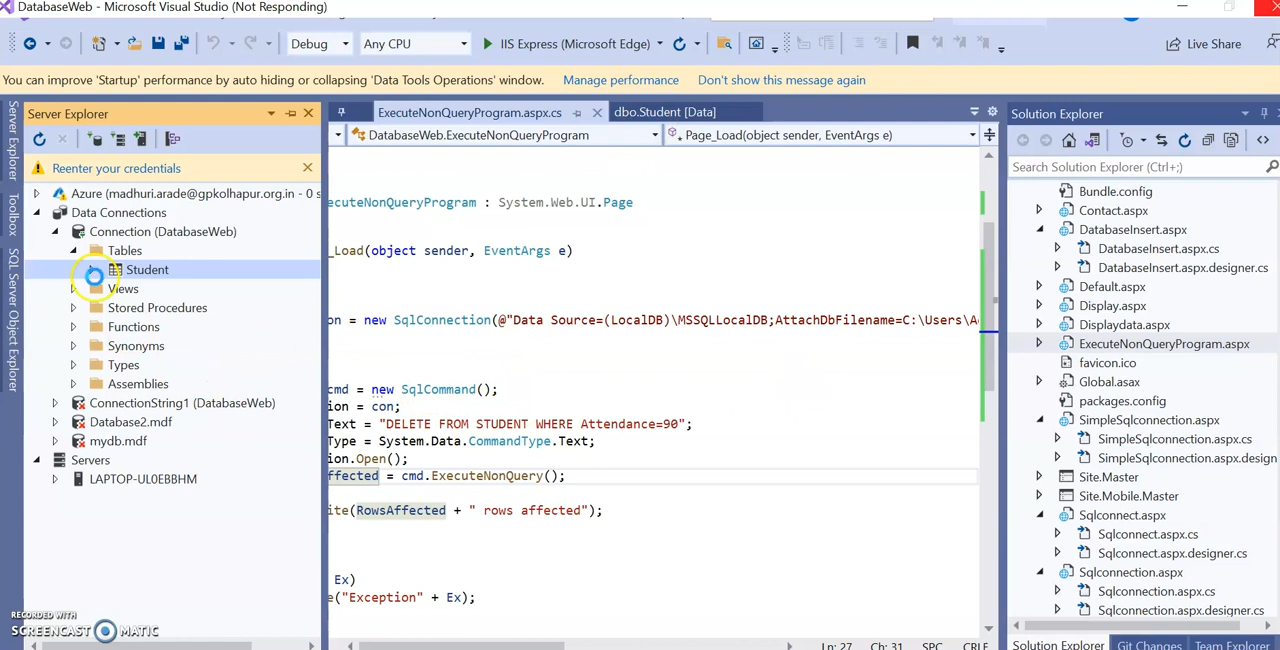 DatabaseWeb - Microsoft Visual Studio (Not Responding)
Debug Any CPU IIS Express (Microsoft Edge) Live Share
You can improve 'Startup' performance by auto hiding or collapsing 'Data Tools Operations' window. Manage performance Don't show this message again
Server Explorer
Toolbox
SQL Server Object Explorer
Server Explorer
Reenter your credentials
Azure (madhuri.arade@gpkolhapur.org.in - 0 s
Data Connections
Connection (DatabaseWeb)
Tables
Student
Views
Stored Procedures
Functions
Synonyms
Types
Assemblies
ConnectionString1 (DatabaseWeb)
Database2.mdf
mydb.mdf
Servers
LAPTOP-UL0EBBHM
RECORDED WITH
SCREENCAST MATIC
ExecuteNonQueryProgram.aspx.cs dbo.Student [Data]
DatabaseWeb.ExecuteNonQueryProgram Page_Load(object sender, EventArgs e)
ecuteNonQueryProgram : System.Web.UI.Page
_Load(object sender, EventArgs e)
on = new SqlConnection(@"Data Source=(LocalDB)\MSSQLLocalDB;AttachDbFilename=C:\Users\A
cmd = new SqlCommand();
ion = con;
Text = "DELETE FROM STUDENT WHERE Attendance=90";
Type = System.Data.CommandType.Text;
ion.Open();
ffected = cmd.ExecuteNonQuery();
ite(RowsAffected + " rows affected");
Ex)
e("Exception" + Ex);
Ln: 27 Ch: 31 SPC CRLF
Solution Explorer
Search Solution Explorer (Ctrl+;)
Bundle.config
Contact.aspx
DatabaseInsert.aspx
DatabaseInsert.aspx.cs
DatabaseInsert.aspx.designer.cs
Default.aspx
Display.aspx
Displaydata.aspx
ExecuteNonQueryProgram.aspx
favicon.ico
Global.asax
packages.config
SimpleSqlconnection.aspx
SimpleSqlconnection.aspx.cs
SimpleSqlconnection.aspx.design
Site.Master
Site.Mobile.Master
Sqlconnect.aspx
Sqlconnect.aspx.cs
Sqlconnect.aspx.designer.cs
Sqlconnection.aspx
Sqlconnection.aspx.cs
Sqlconnection.aspx.designer.cs
Solution Explorer Git Changes Team Explorer